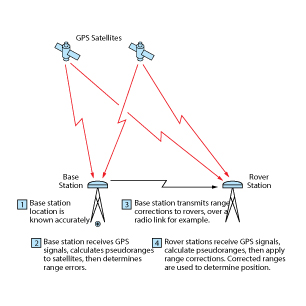 GPS Satellites
Base
Station
Rover
Station
1 Base station
location is
known accurately
3 Base station transmits range
corrections to rovers, over a
radio link for example.
2 Base station receives GPS
signals, calculates pseudoranges
to satellites, then determines
range errors.
4 Rover stations receive GPS signals,
calculate pseudoranges, then apply
range corrections. Corrected ranges
are used to determine position.